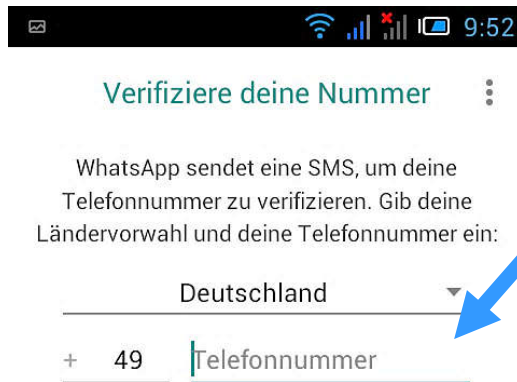 9:52
Verifiziere deine Nummer
WhatsApp sendet eine SMS, um deine
Telefonnummer zu verifizieren. Gib deine
Ländervorwahl und deine Telefonnummer ein:
Deutschland
+ 49 Telefonnummer